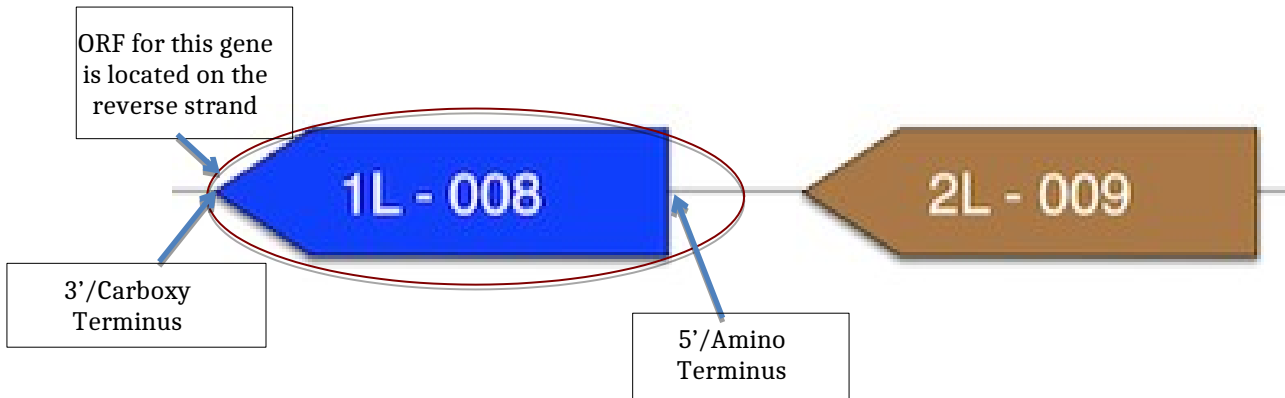 ORF for this gene
is located on the
reverse strand
1L - 008
2L - 009
3’/Carboxy
Terminus
5’/Amino
Terminus